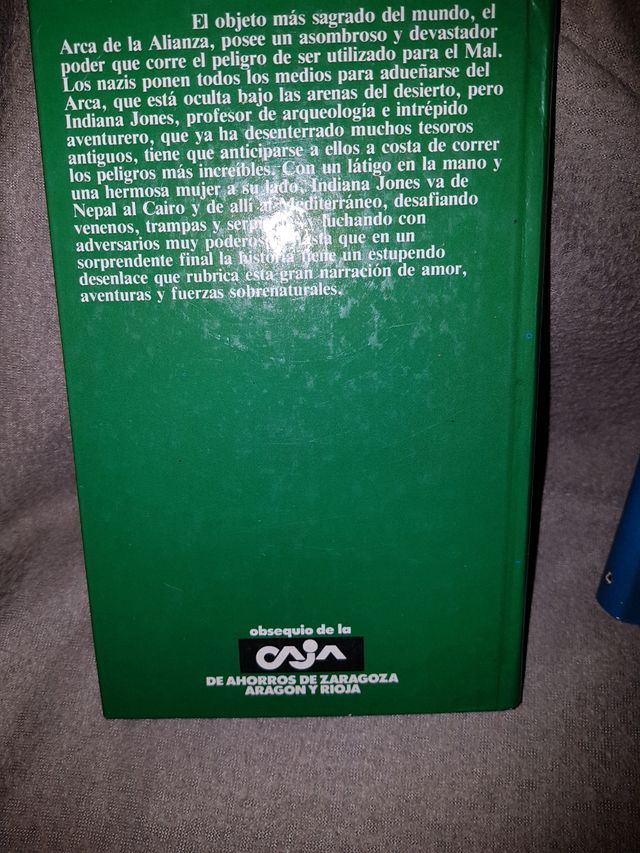 El objeto más sagrado del mundo, el
Arca de la Alianza, posee un asombroso y devastador
poder que corre el peligro de ser utilizado para el Mal.
Los nazis ponen todos los medios para adueñarse del
Arca, que está oculta bajo las arenas del desierto, pero
Indiana Jones, profesor de arqueología e intrépido
aventurero, que ya ha desenterrado muchos tesoros
antiguos, tiene que anticiparse a ellos a costa de correr
los peligros más increíbles. Con un látigo en la mano y
una hermosa mujer a su lado, Indiana Jones va de
Nepal al Cairo y de allí al Mediterráneo, desafiando
venenos, trampas y luchando con
adversarios muy poderosos, hasta que en un
sorprendente final la historia tiene un estupendo
desenlace que rubrica esta gran narración de amor,
aventuras y fuerzas sobrenaturales.
obsequio de la
CAJA
DE AHORROS DE ZARAGOZA
ARAGON Y RIOJA